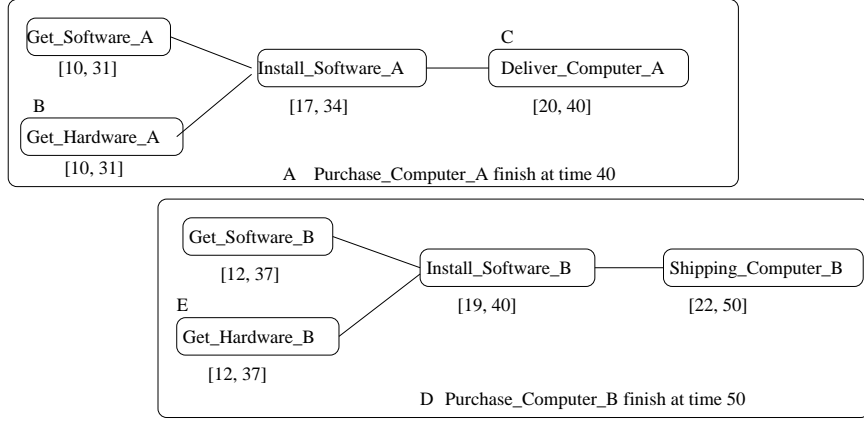 Get_Software_A
[10, 31]
B
Get_Hardware_A
[10, 31]
Install_Software_A
[17, 34]
C
Deliver_Computer_A
[20, 40]
A Purchase_Computer_A finish at time 40
Get_Software_B
[12, 37]
E
Get_Hardware_B
[12, 37]
Install_Software_B
[19, 40]
Shipping_Computer_B
[22, 50]
D Purchase_Computer_B finish at time 50